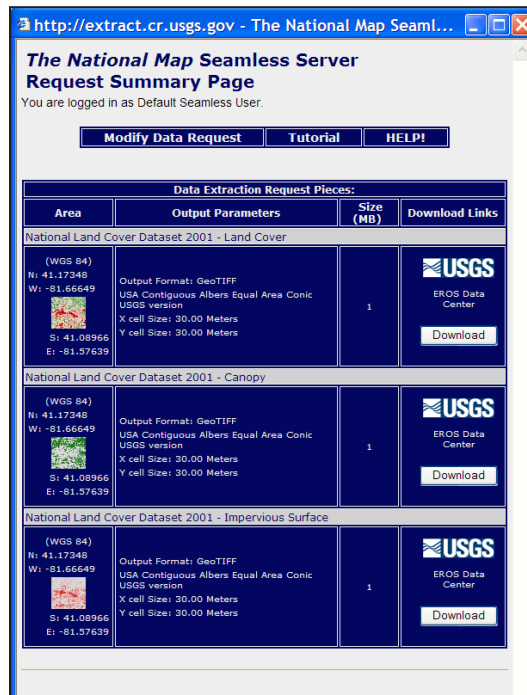 http://extract.cr.usgs.gov - The National Map Seaml...
The National Map Seamless Server
Request Summary Page
You are logged in as Default Seamless User.
Modify Data Request Tutorial HELP!
Data Extraction Request Pieces:
Area Output Parameters Size (MB) Download Links
National Land Cover Dataset 2001 - Land Cover
(WGS 84)
N: 41.17348
W: -81.66649
S: 41.08966
E: -81.57639
Output Format: GeoTIFF
USA Contiguous Albers Equal Area Conic
USGS version
X cell Size: 30.00 Meters
Y cell Size: 30.00 Meters
1
USGS
EROS Data
Center
Download
National Land Cover Dataset 2001 - Canopy
(WGS 84)
N: 41.17348
W: -81.66649
S: 41.08966
E: -81.57639
Output Format: GeoTIFF
USA Contiguous Albers Equal Area Conic
USGS version
X cell Size: 30.00 Meters
Y cell Size: 30.00 Meters
1
USGS
EROS Data
Center
Download
National Land Cover Dataset 2001 - Impervious Surface
(WGS 84)
N: 41.17348
W: -81.66649
S: 41.08966
E: -81.57639
Output Format: GeoTIFF
USA Contiguous Albers Equal Area Conic
USGS version
X cell Size: 30.00 Meters
Y cell Size: 30.00 Meters
1
USGS
EROS Data
Center
Download